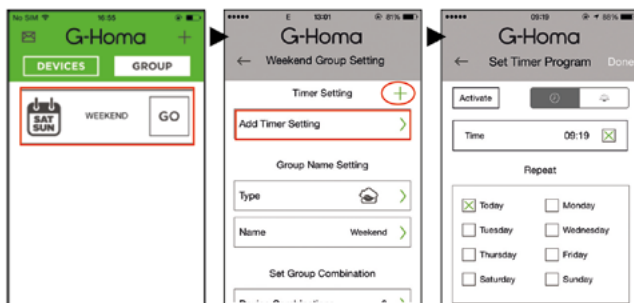 No SIM 16:55
G-Homa
DEVICES GROUP
SAT
SUN
WEEKEND GO
E 10:01 81%
G-Homa
Weekend Group Setting
Timer Setting
Add Timer Setting
Group Name Setting
Type
Name Weekend
Set Group Combination
09:19 88%
G-Homa
Set Timer Program Done
Activate
Time 09:19
Repeat
Today Monday
Tuesday Wednesday
Thursday Friday
Saturday Sunday